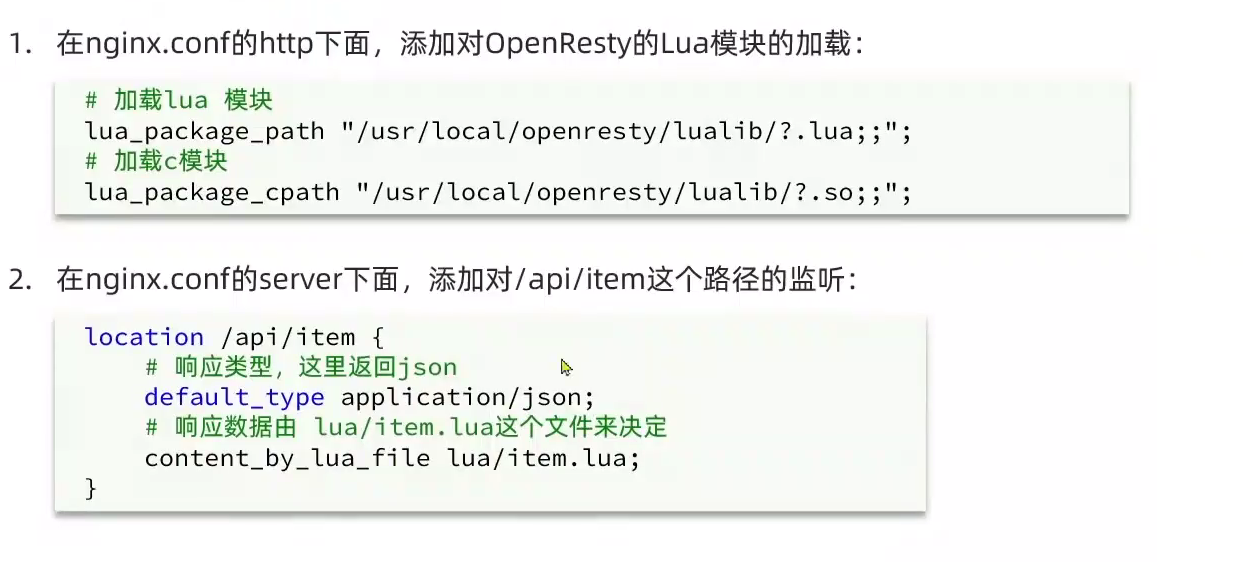 1. 在nginx.conf的http下面，添加对OpenResty的Lua模块的加载：
# 加载lua 模块
lua_package_path "/usr/local/openresty/lualib/?.lua;;";
# 加载c模块
lua_package_cpath "/usr/local/openresty/lualib/?.so;;";
2. 在nginx.conf的server下面，添加对/api/item这个路径的监听：
location /api/item {
# 响应类型，这里返回json
default_type application/json;
# 响应数据由 lua/item.lua这个文件来决定
content_by_lua_file lua/item.lua;
}